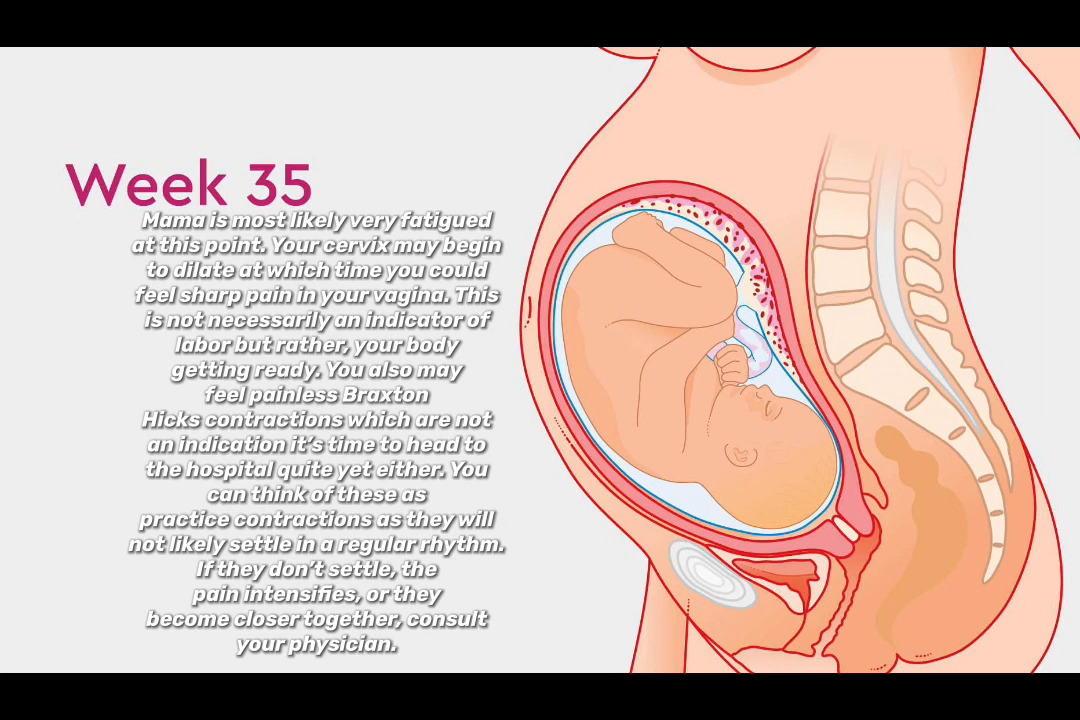 Week 35
Mama is most likely very fatigued
at this point. Your cervix may begin
to dilate at which time you could
feel sharp pain in your vagina. This
is not necessarily an indicator of
labor but rather, your body
getting ready. You also may
feel painless Braxton
Hicks contractions which are not
an indication it's time to head to
the hospital quite yet either. You
can think of these as
practice contractions as they will
not likely settle in a regular rhythm.
If they don't settle, the
pain intensifies, or they
become closer together, consult
your physician.